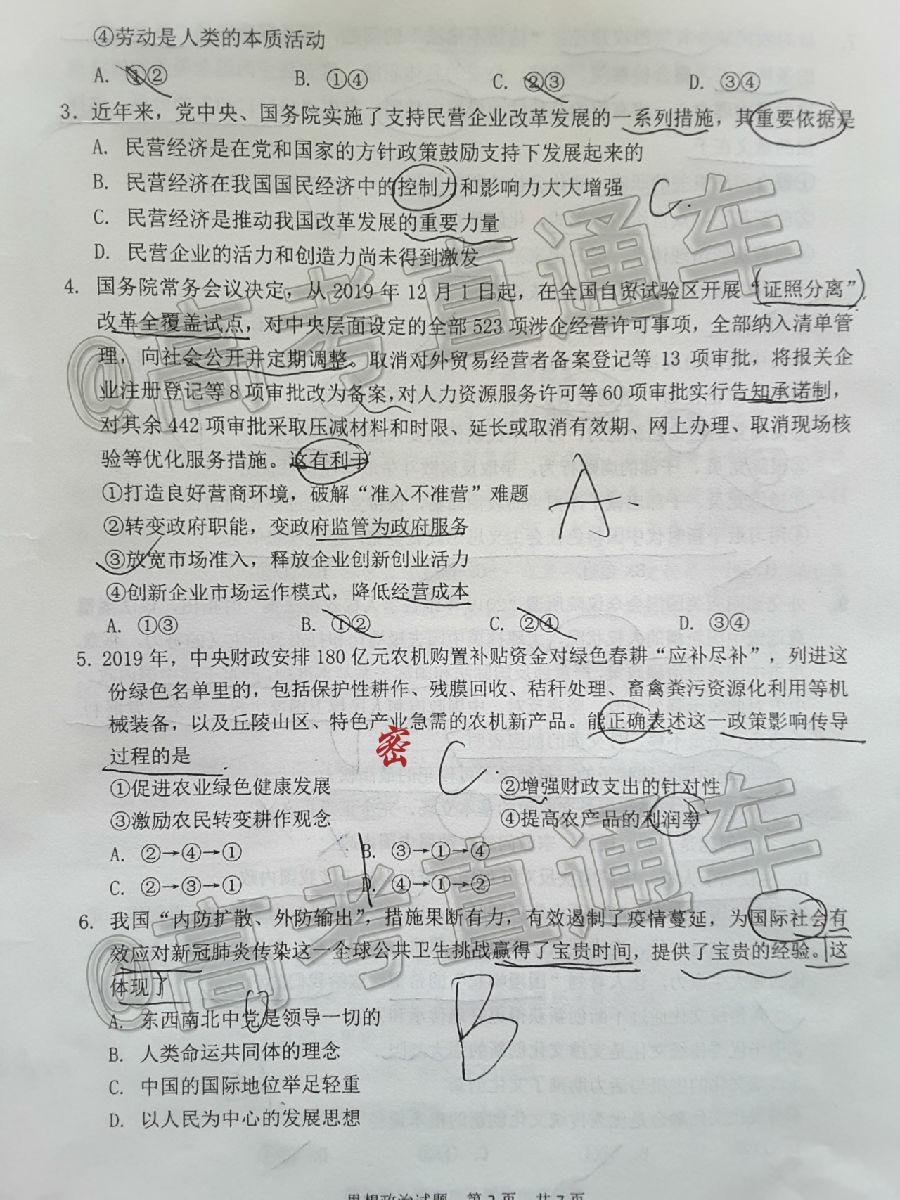 ④劳动是人类的本质活动
A. ①② B. ①④ C. ②③ D. ③④
3. 近年来，党中央、国务院实施了支持民营企业改革发展的一系列措施，其重要依据是
A. 民营经济是在党和国家的方针政策鼓励支持下发展起来的
B. 民营经济在我国国民经济中的控制力和影响力大大增强
C.
C. 民营经济是推动我国改革发展的重要力量
D. 民营企业的活力和创造力尚未得到激发
4. 国务院常务会议决定，从 2019 年 12 月 1 日起，在全国自贸试验区开展“证照分离”
改革全覆盖试点，对中央层面设定的全部 523 项涉企经营许可事项，全部纳入清单管
理，向社会公开并定期调整。取消对外贸易经营者备案登记等 13 项审批，将报关企
业注册登记等 8 项审批改为备案，对人力资源服务许可等 60 项审批实行告知承诺制，
对其余 442 项审批采取压减材料和时限、延长或取消有效期、网上办理、取消现场核
验等优化服务措施。这有利于
①打造良好营商环境，破解“准入不准营”难题
A
②转变政府职能，变政府监管为政府服务
③放宽市场准入，释放企业创新创业活力
④创新企业市场运作模式，降低经营成本
A. ①③ B. ①② C. ②④ D. ③④
5. 2019 年，中央财政安排 180 亿元农机购置补贴资金对绿色春耕“应补尽补”，列进这
份绿色名单里的，包括保护性耕作、残膜回收、秸秆处理、畜禽粪污资源化利用等机
械装备，以及丘陵山区、特色产业急需的农机新产品。能正确表述这一政策影响传导
过程的是
密
C.
①促进农业绿色健康发展 ②增强财政支出的针对性
③激励农民转变耕作观念 ④提高农产品的利润率
A. ②→④→① B. ③→①→④
C. ②→③→① D. ④→①→②
6. 我国“内防扩散、外防输出”，措施果断有力，有效遏制了疫情蔓延，为国际社会有
效应对新冠肺炎传染这一全球公共卫生挑战赢得了宝贵时间，提供了宝贵的经验。这
体现了
A. 东西南北中党是领导一切的
B
B. 人类命运共同体的理念
C. 中国的国际地位举足轻重
D. 以人民为中心的发展思想
思想政治试题 第 2 页 共 7 页
@高考直通车
@高考直通车